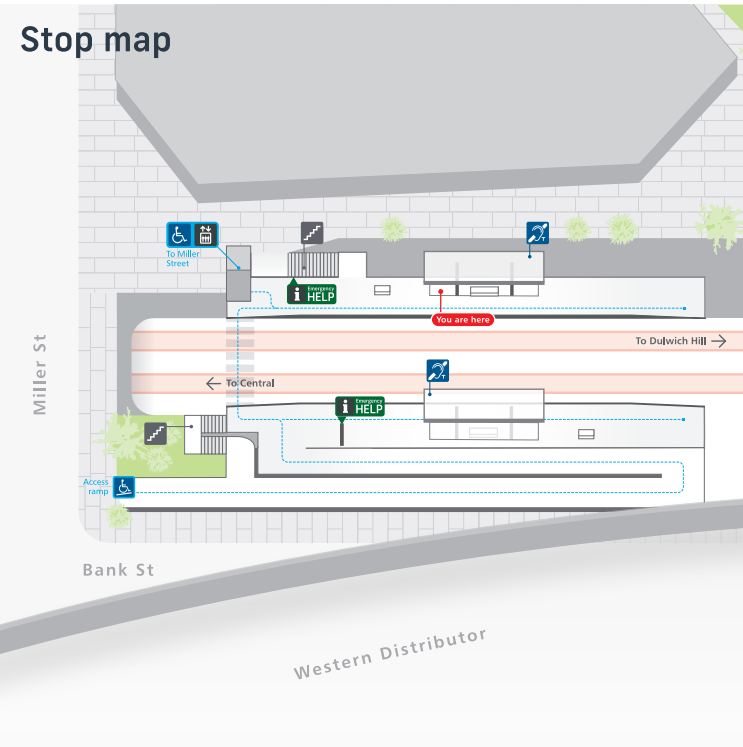 Stop map
To Miller
Street
i Emergency
HELP
You are here
To Dulwich Hill
To Central
T
T
i Emergency
HELP
Miller St
Access
ramp
Bank St
Western Distributor